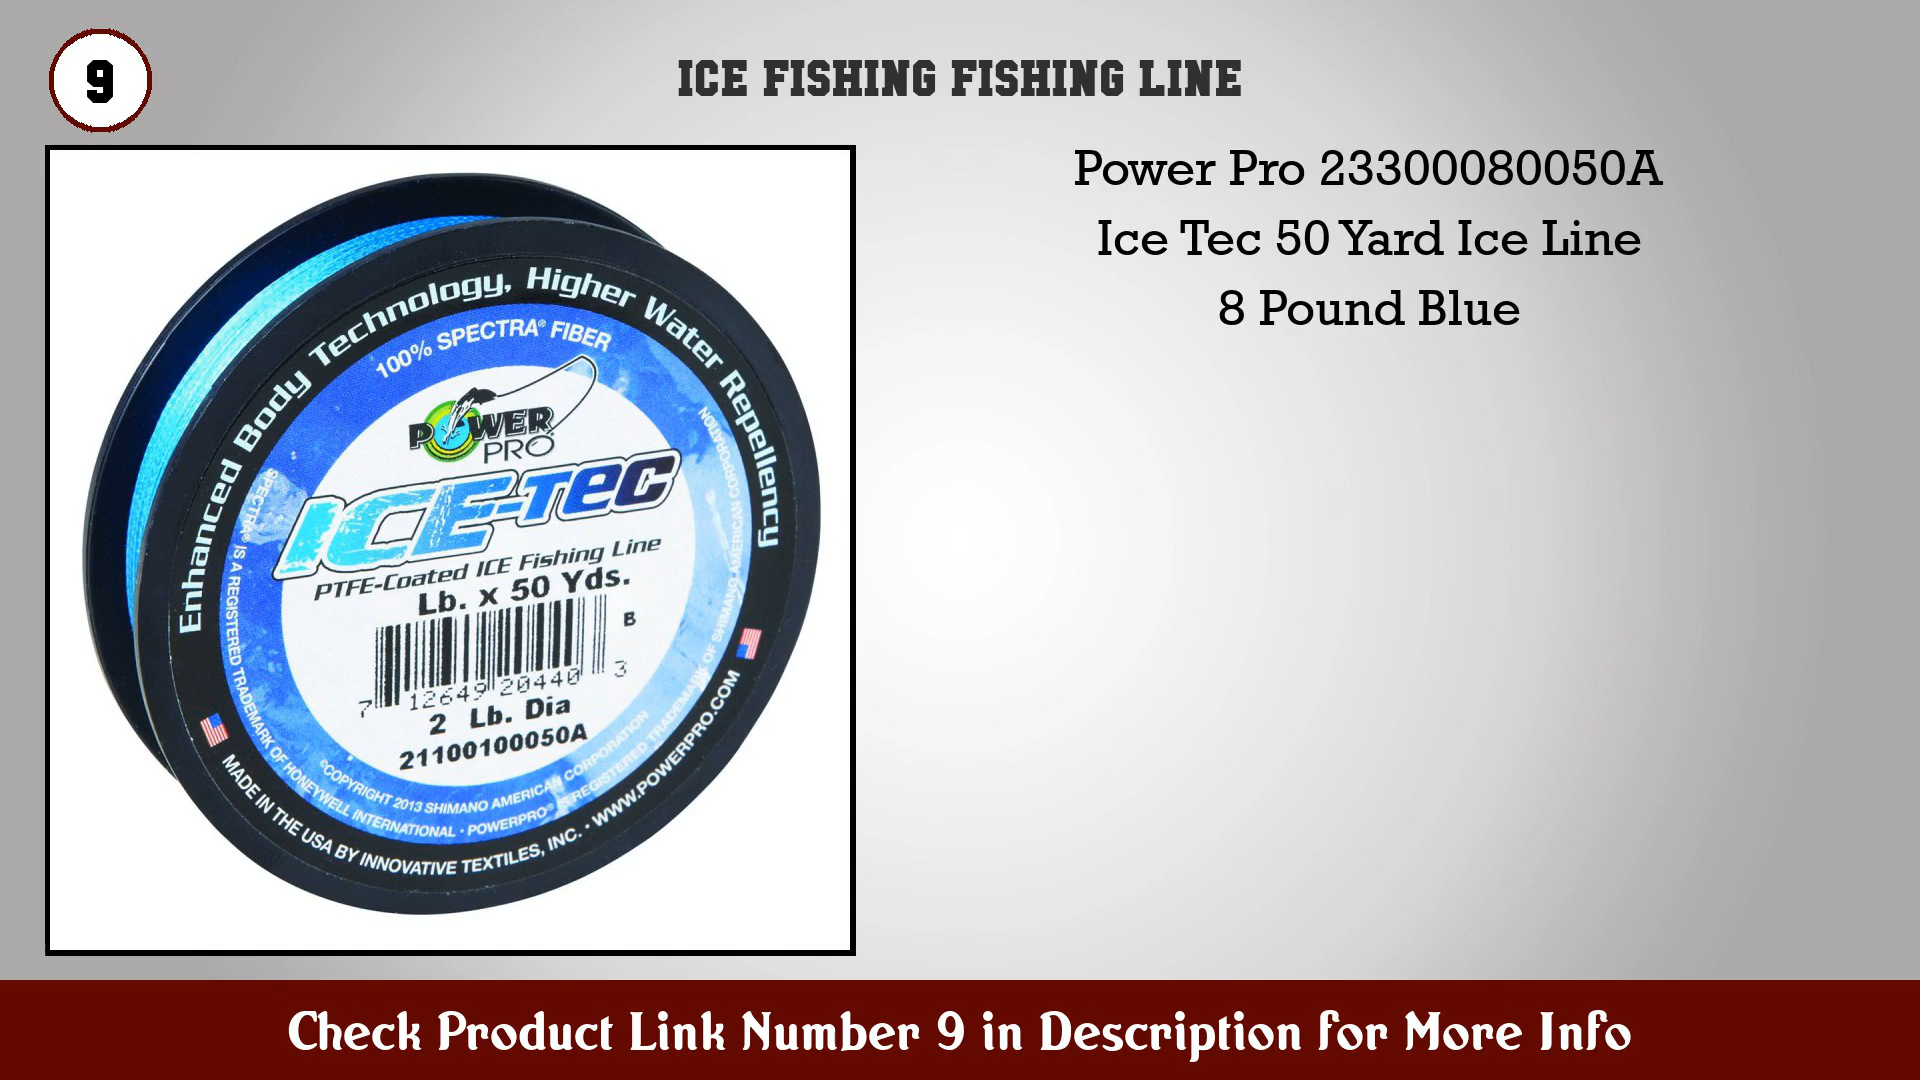 9
ICE FISHING FISHING LINE
Power Pro 23300080050A
Ice Tec 50 Yard Ice Line
8 Pound Blue
Enhanced Body Technology, Higher Water Repellency
100% SPECTRA® FIBER
POWER
PRO
ICE-TEC
PTFE-Coated ICE Fishing Line
Lb. x 50 Yds.
B
7 12649 20440 3
2 Lb. Dia
21100100050A
SPECTRA® IS A REGISTERED TRADEMARK OF HONEYWELL INTERNATIONAL • POWERPRO® IS REGISTERED TRADEMARK OF SHIMANO AMERICAN CORPORATION
©COPYRIGHT 2013 SHIMANO AMERICAN CORPORATION
MADE IN THE USA BY INNOVATIVE TEXTILES, INC. • WWW.POWERPRO.COM
Check Product Link Number 9 in Description for More Info